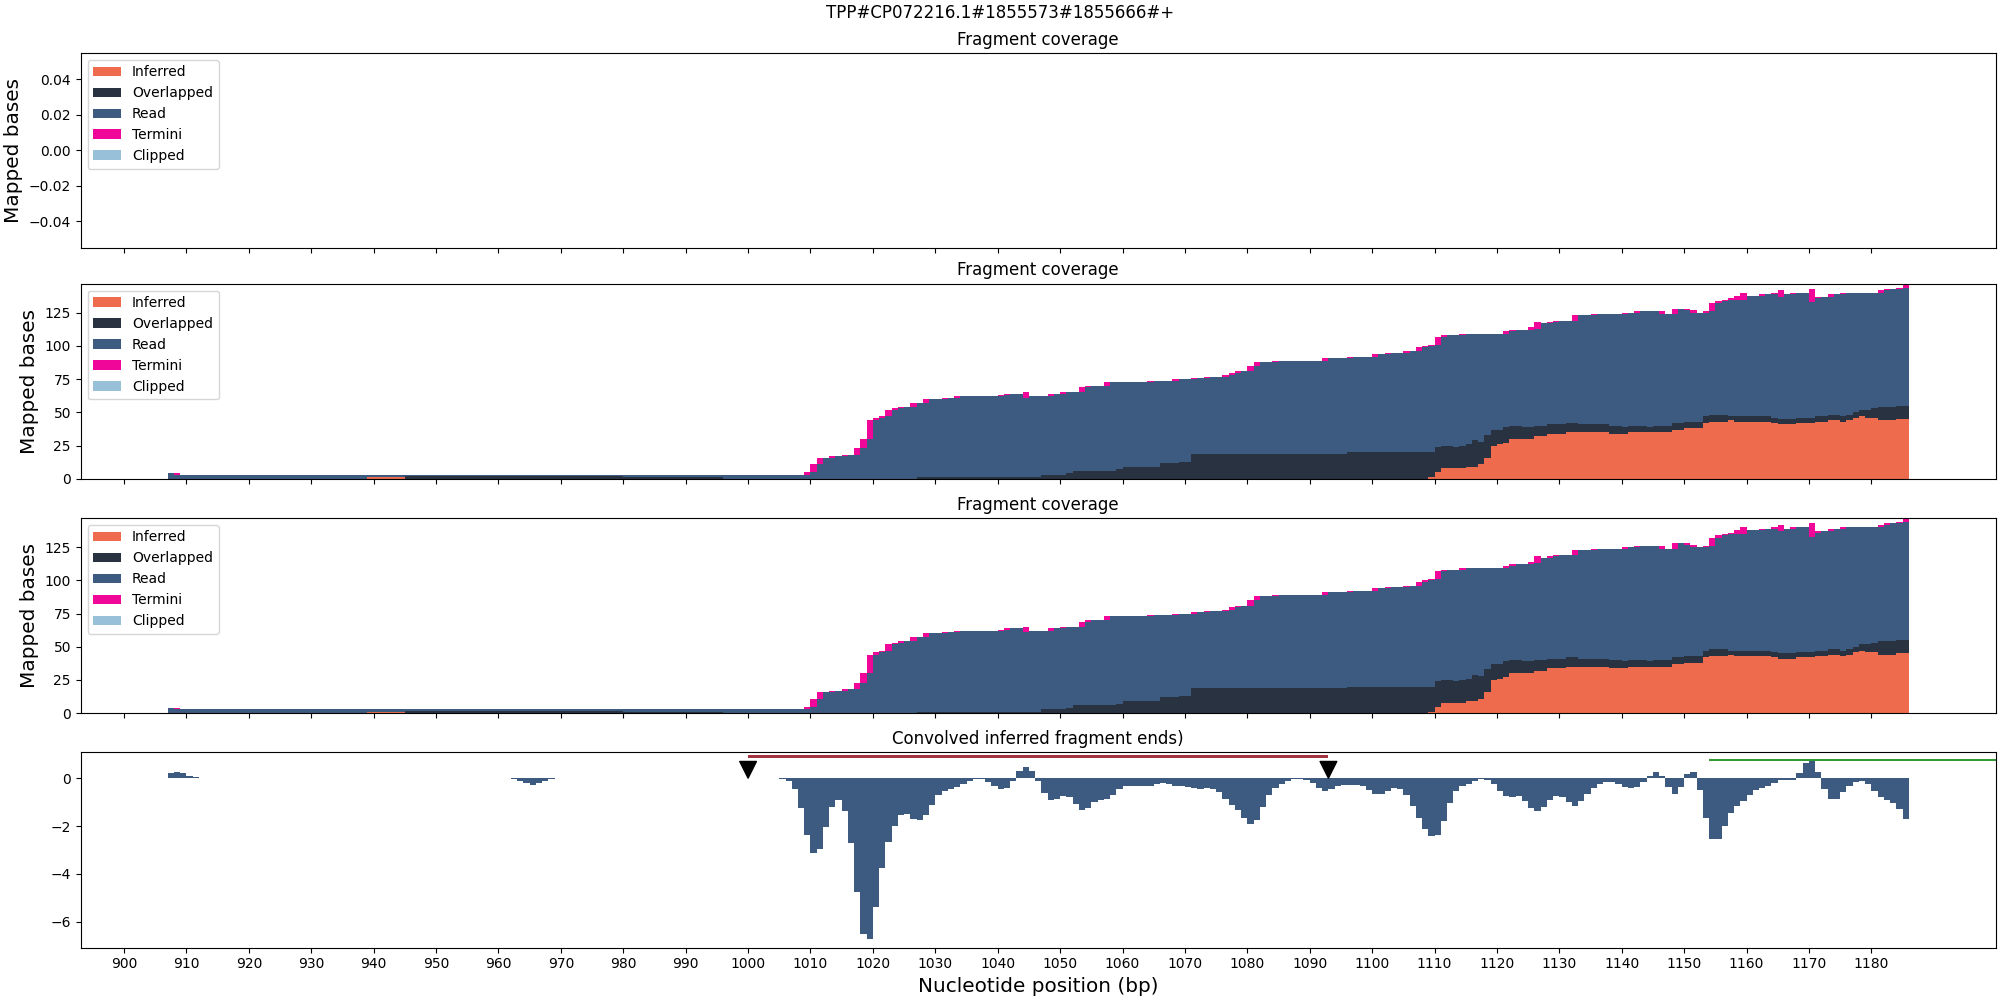 TPP#CP072216.1#1855573#1855666#+
Fragment coverage
Mapped bases
0.04
0.02
0.00
−0.02
−0.04
Inferred
Overlapped
Read
Termini
Clipped
Fragment coverage
Mapped bases
125
100
75
50
25
0
Inferred
Overlapped
Read
Termini
Clipped
Fragment coverage
Mapped bases
125
100
75
50
25
0
Inferred
Overlapped
Read
Termini
Clipped
Convolved inferred fragment ends)
0
−2
−4
−6
900 910 920 930 940 950 960 970 980 990 1000 1010 1020 1030 1040 1050 1060 1070 1080 1090 1100 1110 1120 1130 1140 1150 1160 1170 1180
Nucleotide position (bp)